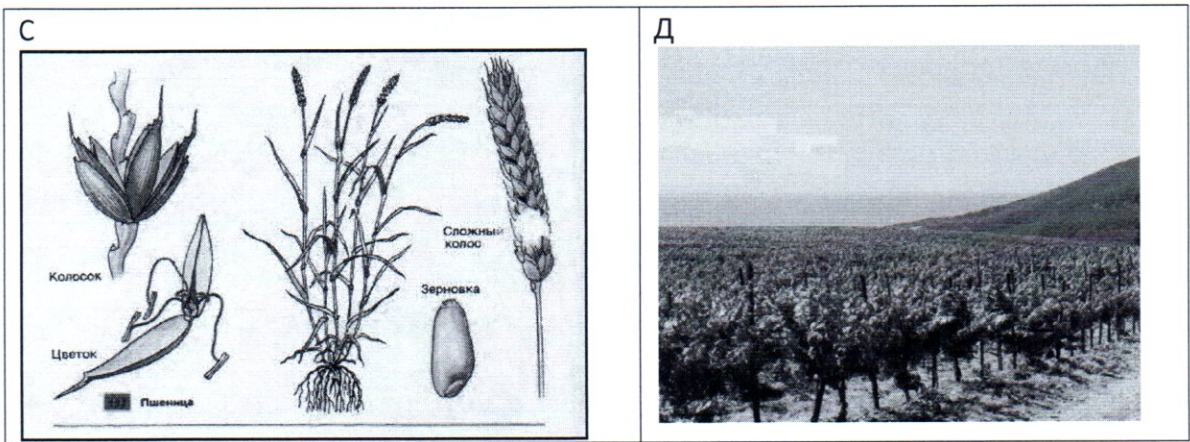 С
Д
Колосок
Цветок
Пшеница
Сложный
колос
Зерновка